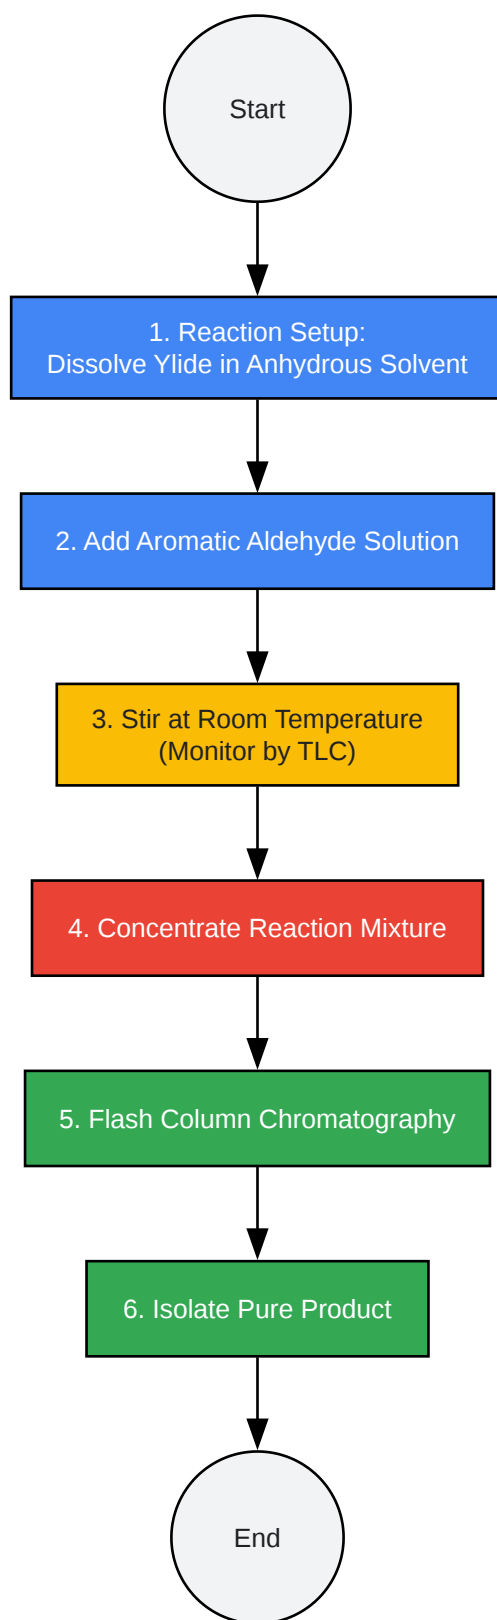 Start
1. Reaction Setup:
Dissolve Ylide in Anhydrous Solvent
2. Add Aromatic Aldehyde Solution
3. Stir at Room Temperature
(Monitor by TLC)
4. Concentrate Reaction Mixture
5. Flash Column Chromatography
6. Isolate Pure Product
End